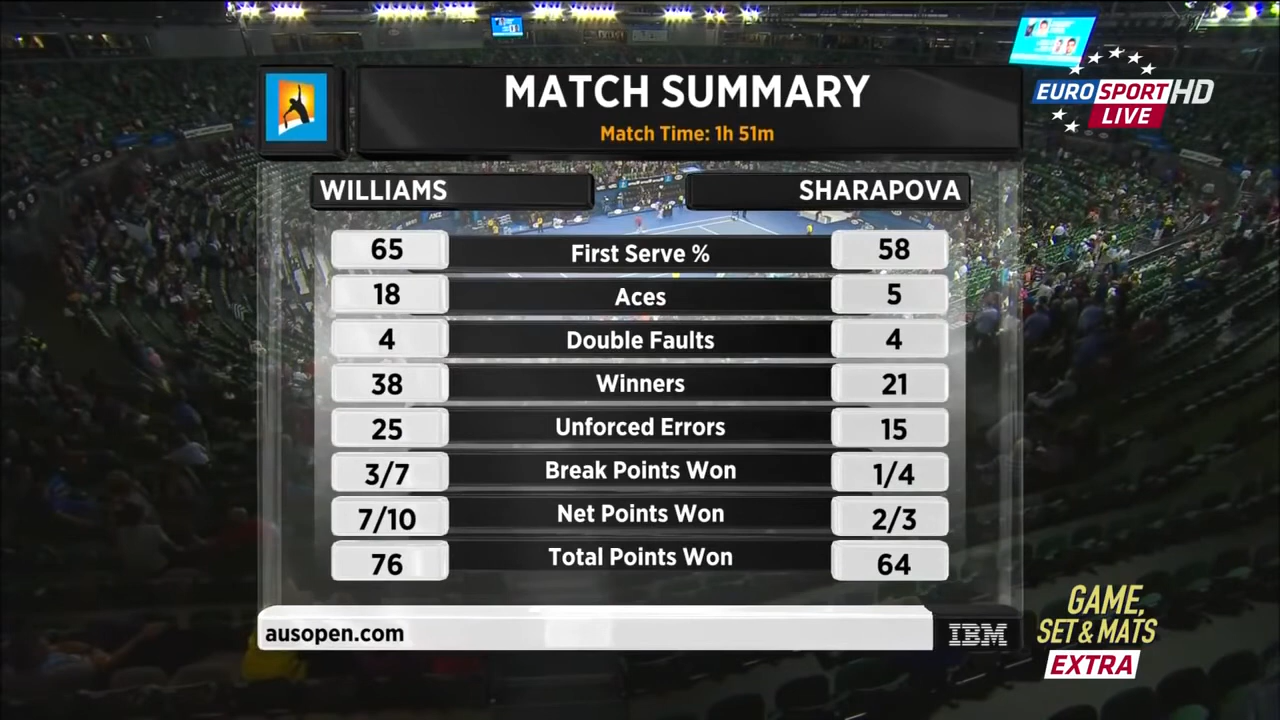 MATCH SUMMARY
Match Time: 1h 51m
EUROSPORT HD
LIVE
WILLIAMS SHARAPOVA
65 First Serve % 58
18 Aces 5
4 Double Faults 4
38 Winners 21
25 Unforced Errors 15
3/7 Break Points Won 1/4
7/10 Net Points Won 2/3
76 Total Points Won 64
ausopen.com IBM
GAME,
SET & MATS
EXTRA